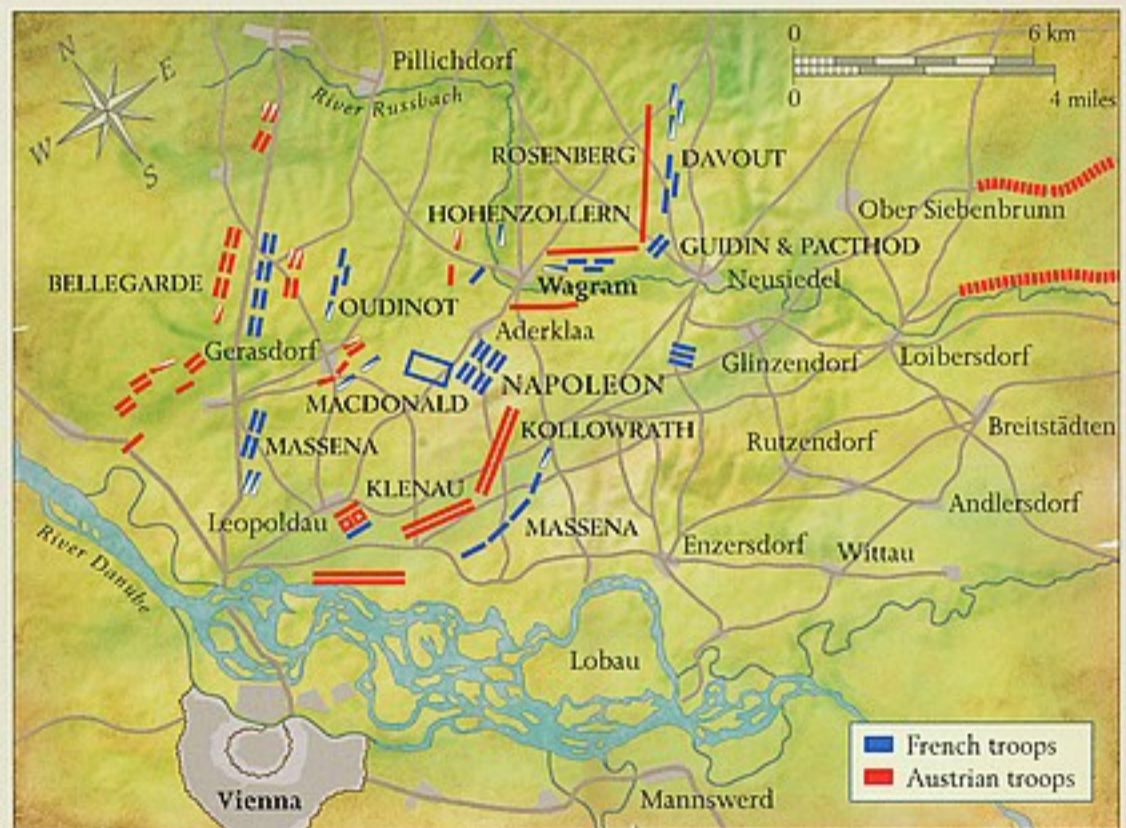 N
E
W
S
0
6 km
0
4 miles
Pillichdorf
River Russbach
ROSENBERG
DAVOUT
HOHENZOLLERN
Ober Siebenbrunn
GUIDIN & PACTHOD
BELLEGARDE
Wagram
Neusiedel
OUDINOT
Aderklaa
Gerasdorf
Glinzendorf
Loibersdorf
NAPOLEON
MACDONALD
KOLLOWRATH
Breitstädten
MASSENA
Rutzendorf
KLENAU
Andlersdorf
Leopoldau
MASSENA
Enzersdorf
Wittau
River Danube
Lobau
French troops
Austrian troops
Vienna
Mannswerd